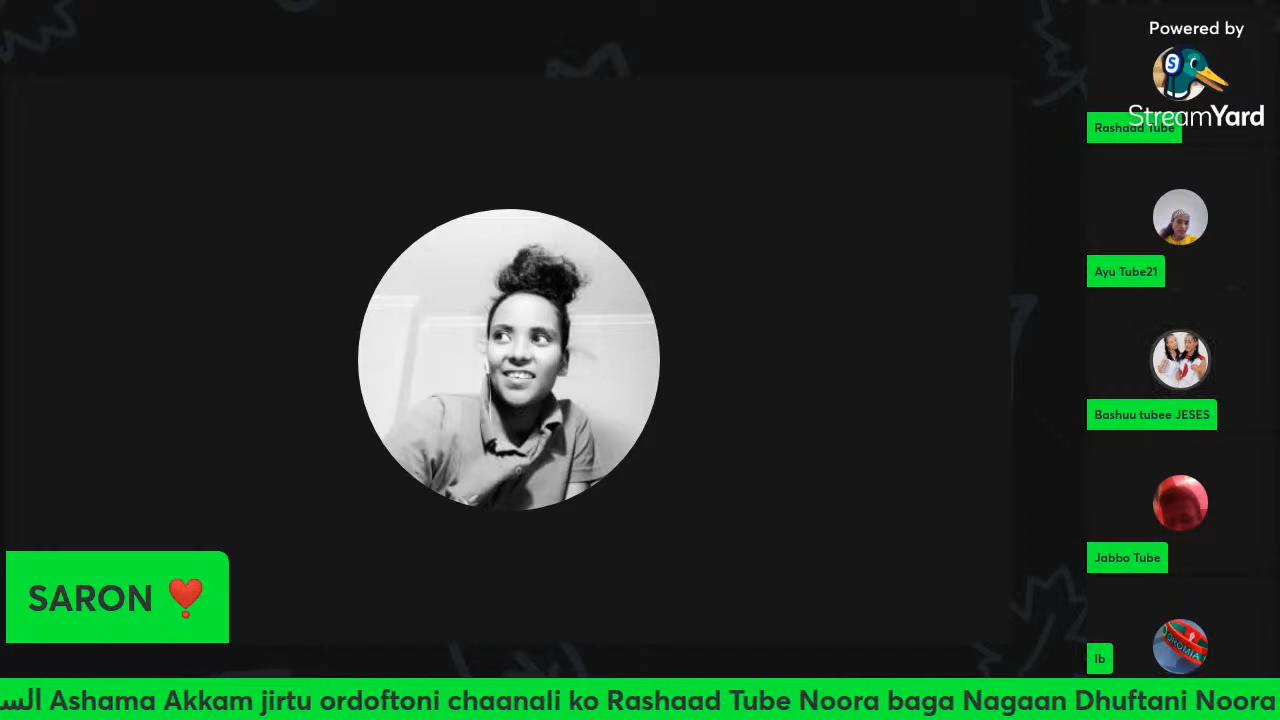 Powered by
StreamYard
Rashaad Tube
Ayu Tube21
Bashuu tubee JESES
Jabbo Tube
OROMIA
Ib
SARON ❣️
Ashama Akkam jirtu ordoftoni chaanali ko Rashaad Tube Noora baga Nagaan Dhuftani Noora